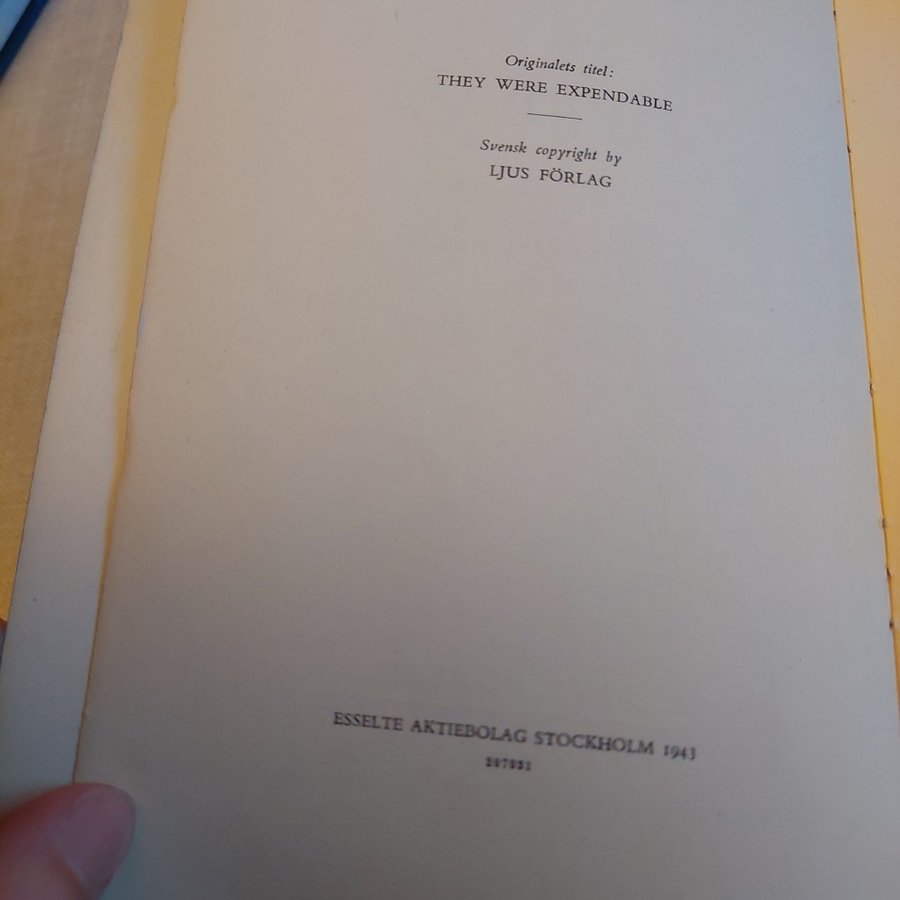 Originalets titel:
THEY WERE EXPENDABLE
Svensk copyright by
LJUS FÖRLAG
ESSELTE AKTIEBOLAG STOCKHOLM 1943